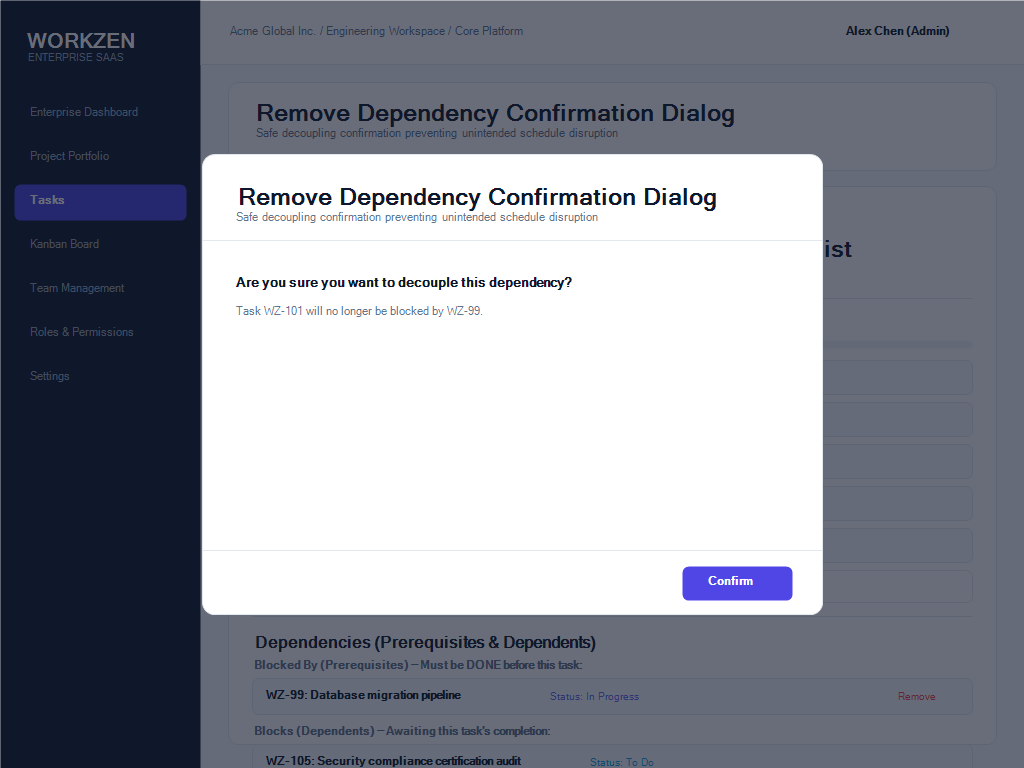 WORKZEN
ENTERPRISE SAAS
Enterprise Dashboard
Project Portfolio
Tasks
Kanban Board
Team Management
Roles & Permissions
Settings
Acme Global Inc. / Engineering Workspace / Core Platform
Alex Chen (Admin)
Remove Dependency Confirmation Dialog
Safe decoupling confirmation preventing unintended schedule disruption
Remove Dependency Confirmation Dialog
Safe decoupling confirmation preventing unintended schedule disruption
Are you sure you want to decouple this dependency?
Task WZ-101 will no longer be blocked by WZ-99.
Confirm
Dependencies (Prerequisites & Dependents)
Blocked By (Prerequisites) – Must be DONE before this task:
WZ-99: Database migration pipeline
Status: In Progress
Remove
Blocks (Dependents) – Awaiting this task's completion:
WZ-105: Security compliance certification audit
Status: To Do